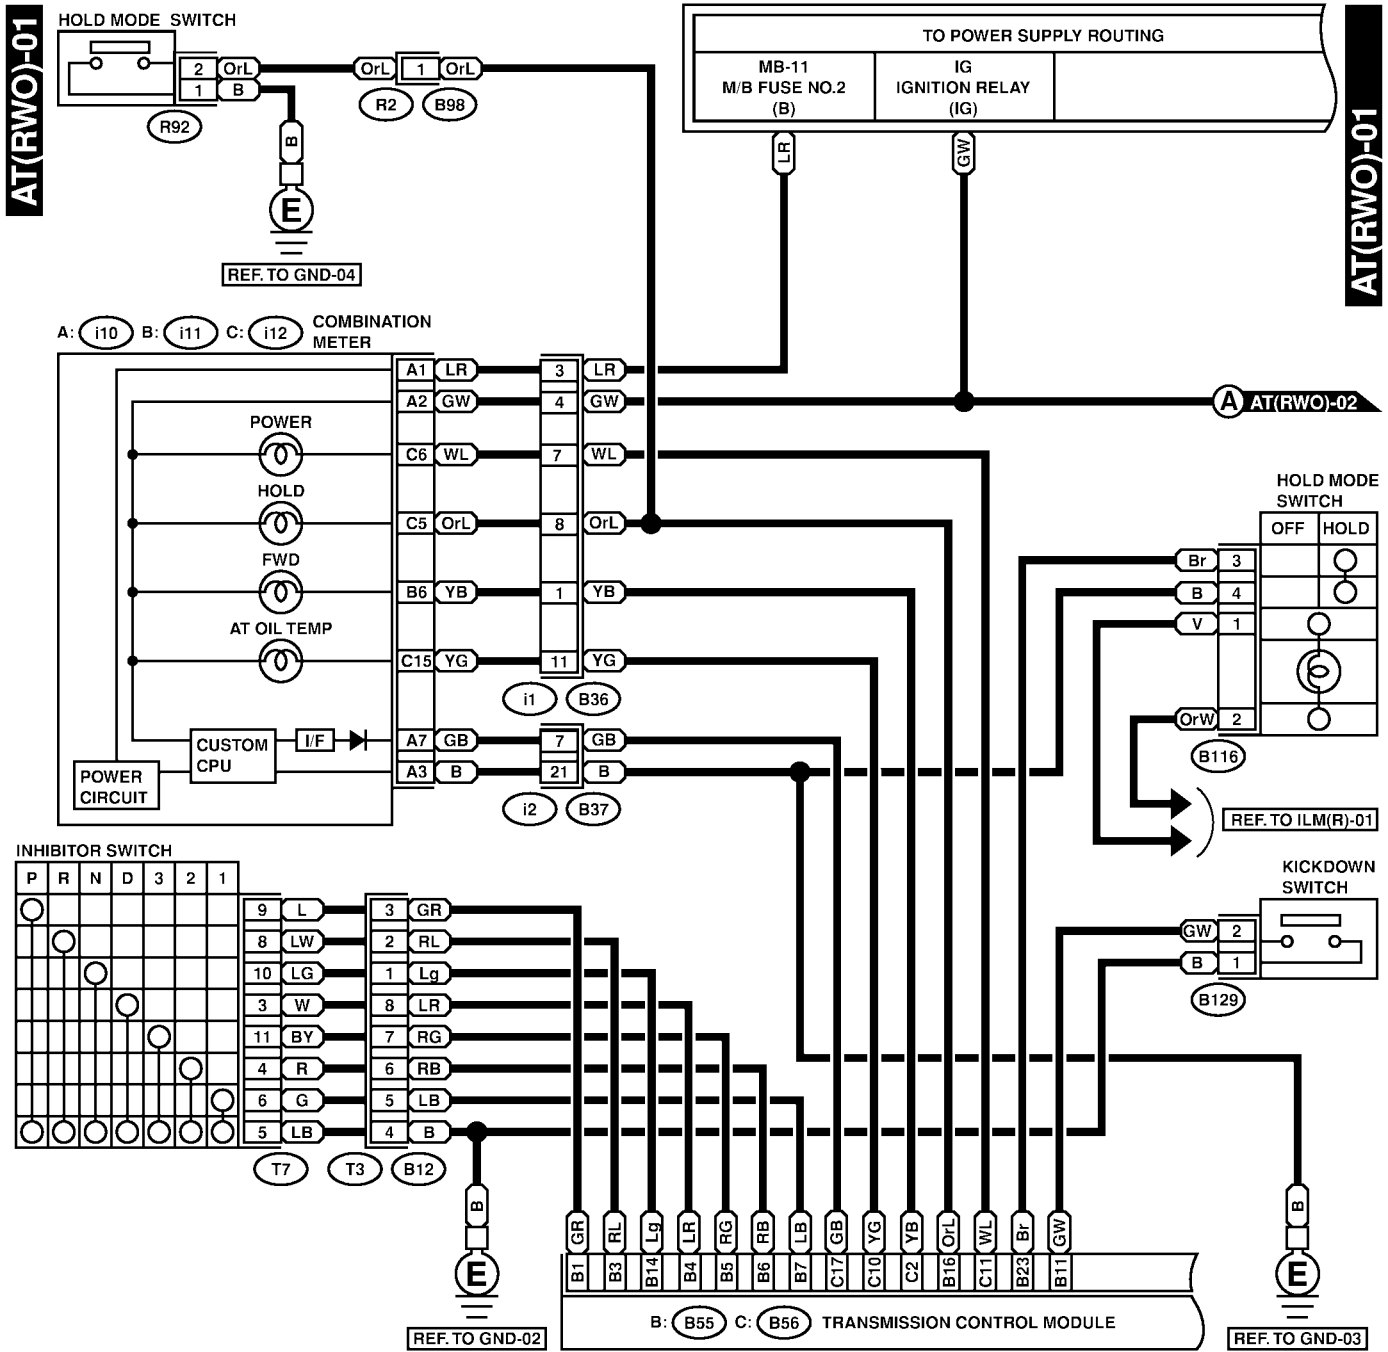 AT(RWO)-01
HOLD MODE SWITCH
2 OrL OrL 1 OrL
1 B
R2 B98
R92
B
E
REF. TO GND-04
TO POWER SUPPLY ROUTING
MB-11
M/B FUSE NO.2
(B)
IG
IGNITION RELAY
(IG)
LR GW
AT(RWO)-01
A: i10 B: i11 C: i12 COMBINATION
METER
A1 LR 3 LR
A2 GW 4 GW
A AT(RWO)-02
POWER
C6 WL 7 WL
HOLD
C5 OrL 8 OrL
FWD
B6 YB 1 YB
AT OIL TEMP
C15 YG 11 YG
i1 B36
CUSTOM
CPU
I/F
A7 GB 7 GB
A3 B 21 B
POWER
CIRCUIT
i2 B37
HOLD MODE
SWITCH
OFF HOLD
Br 3
B 4
V 1
OrW 2
B116
REF. TO ILM(R)-01
KICKDOWN
SWITCH
GW 2
B 1
B129
INHIBITOR SWITCH
P R N D 3 2 1
9 L 3 GR
8 LW 2 RL
10 LG 1 Lg
3 W 8 LR
11 BY 7 RG
4 R 6 RB
6 G 5 LB
5 LB 4 B
T7 T3 B12
B
E
REF. TO GND-02
GR RL Lg LR RG RB LB GB YG YB OrL WL Br GW
B1 B3 B14 B4 B5 B6 B7 C17 C10 C2 B16 C11 B23 B11
B: B55 C: B56 TRANSMISSION CONTROL MODULE
B
E
REF. TO GND-03